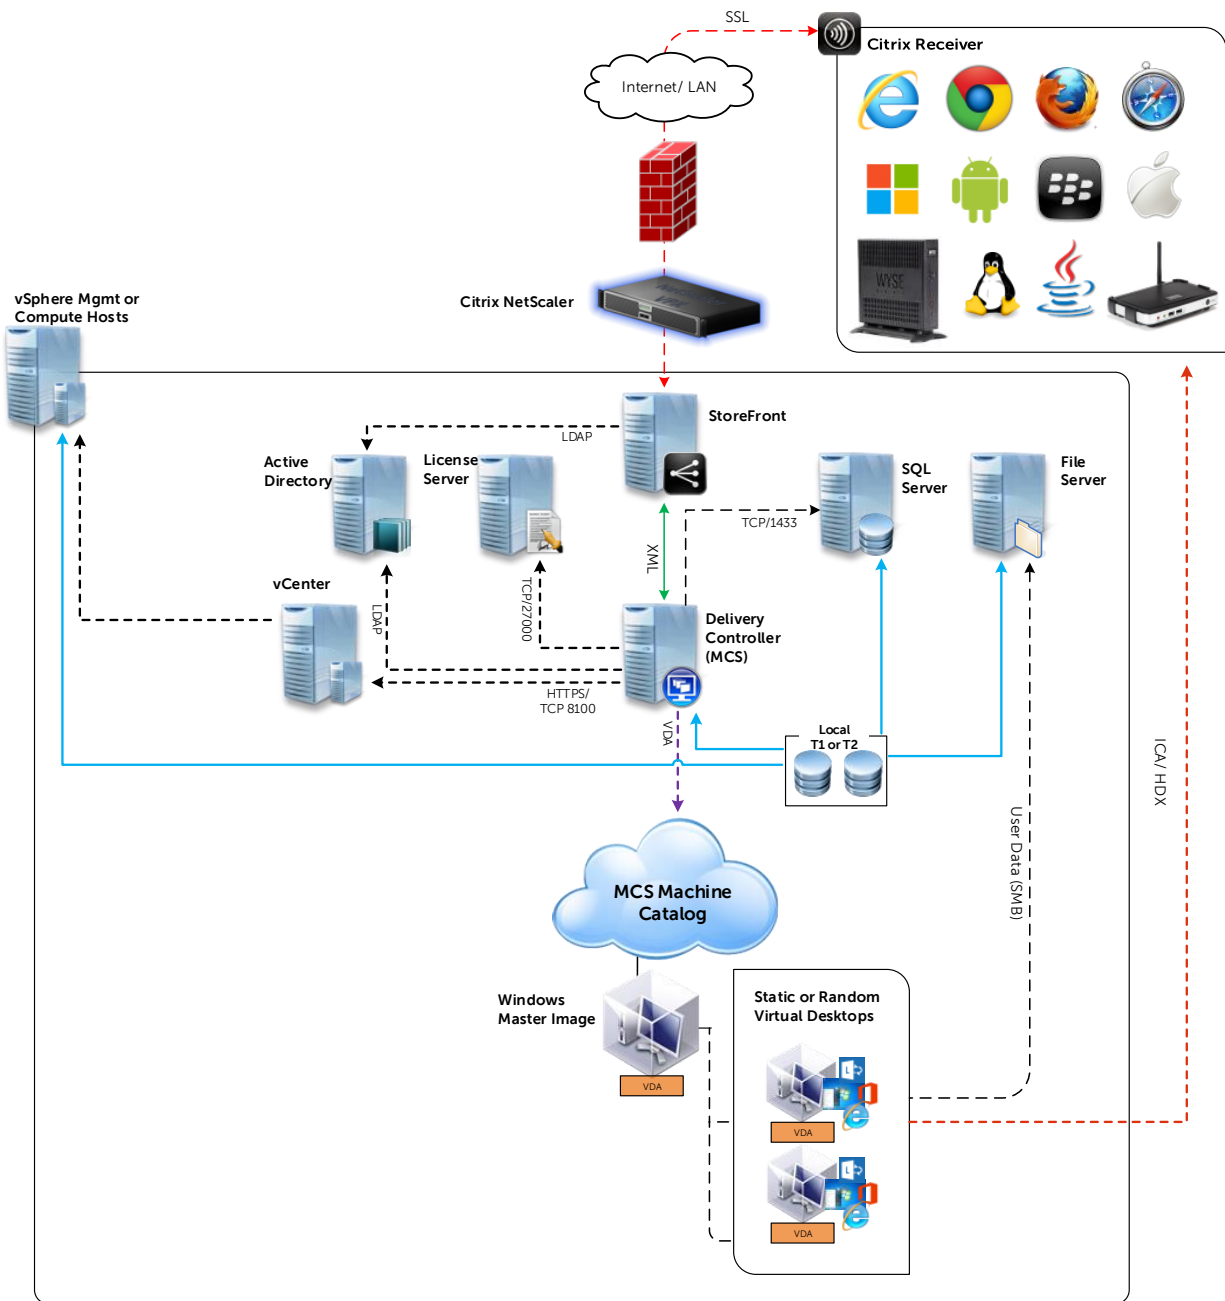 SSL
Citrix Receiver
Internet/ LAN
WYSE
Citrix NetScaler
vSphere Mgmt or
Compute Hosts
StoreFront
LDAP
Active
Directory
License
Server
SQL
Server
File
Server
TCP/1433
XML
vCenter
LDAP
TCP/27000
Delivery
Controller
(MCS)
HTTPS/
TCP 8100
VDA
Local
T1 or T2
ICA/ HDX
User Data (SMB)
MCS Machine
Catalog
Windows
Master Image
VDA
Static or Random
Virtual Desktops
VDA
VDA